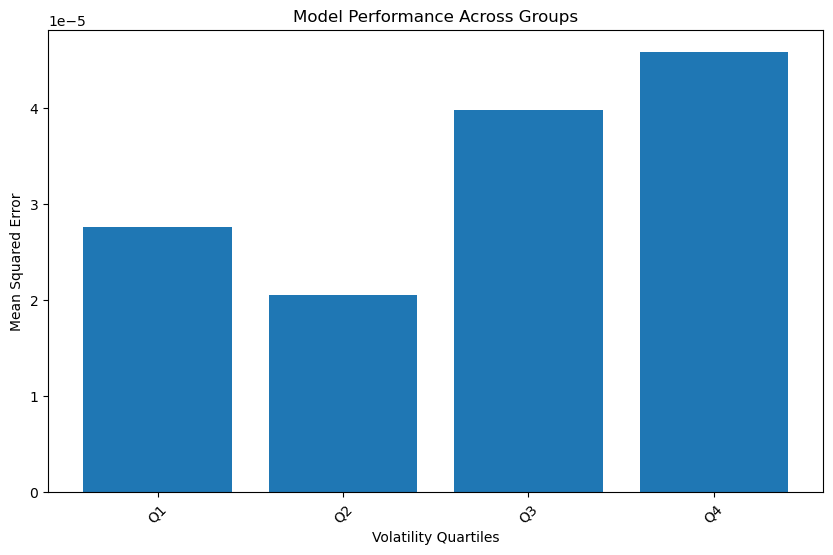 Model Performance Across Groups
1e−5
Mean Squared Error
4
3
2
1
0
Q1 Q2 Q3 Q4
Volatility Quartiles